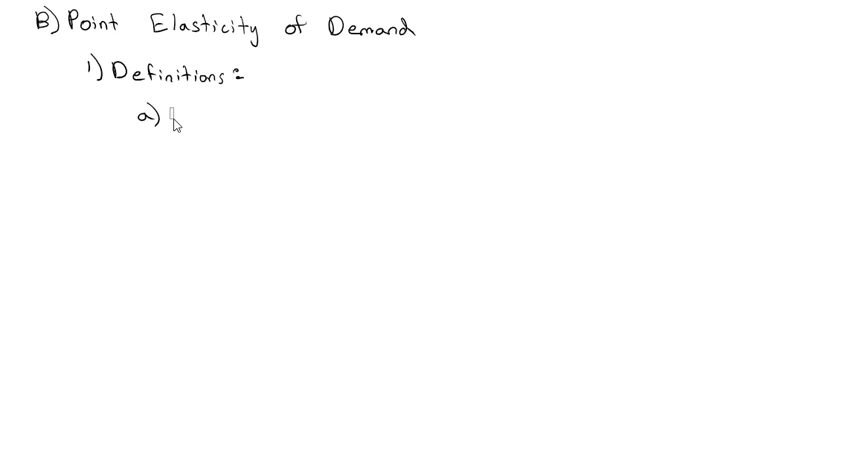 B) Point Elasticity of Demand
1) Definitions:
a)